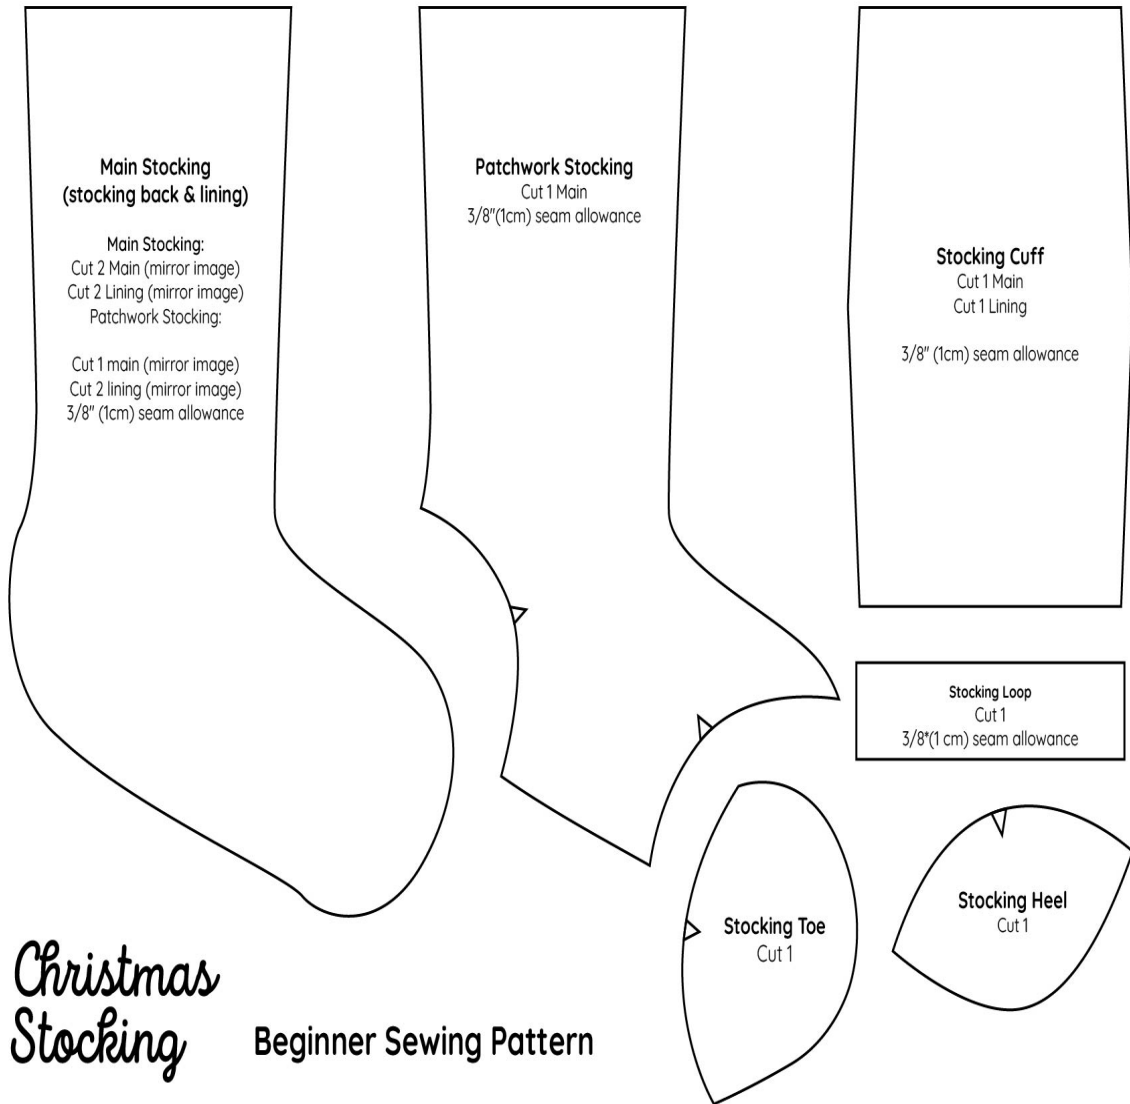 Main Stocking
(stocking back & lining)
Main Stocking:
Cut 2 Main (mirror image)
Cut 2 Lining (mirror image)
Patchwork Stocking:
Cut 1 main (mirror image)
Cut 2 lining (mirror image)
3/8" (1cm) seam allowance
Patchwork Stocking
Cut 1 Main
3/8"(1cm) seam allowance
Stocking Cuff
Cut 1 Main
Cut 1 Lining
3/8" (1cm) seam allowance
Stocking Loop
Cut 1
3/8"(1 cm) seam allowance
Stocking Toe
Cut 1
Stocking Heel
Cut 1
Christmas
Stocking
Beginner Sewing Pattern